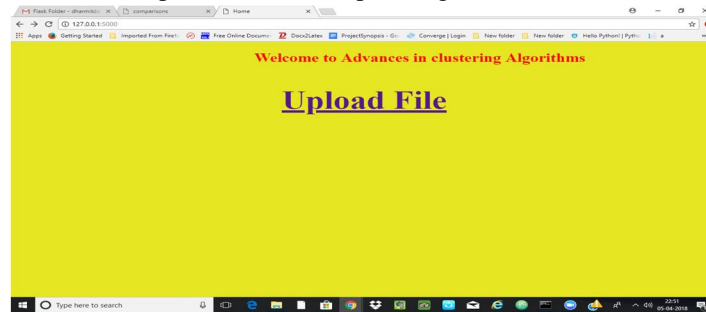 Flask Folder - dharmikd
comparisons
Home
127.0.0.1:5000
Apps
Getting Started
Imported From Firef
Free Online Documen
Docx2Latex
ProjectSynopsis - Go
Converge | Login
New folder
New folder
Hello Python! | Pytho
a
Welcome to Advances in clustering Algorithms
Upload File
Type here to search
22:51
05-04-2018